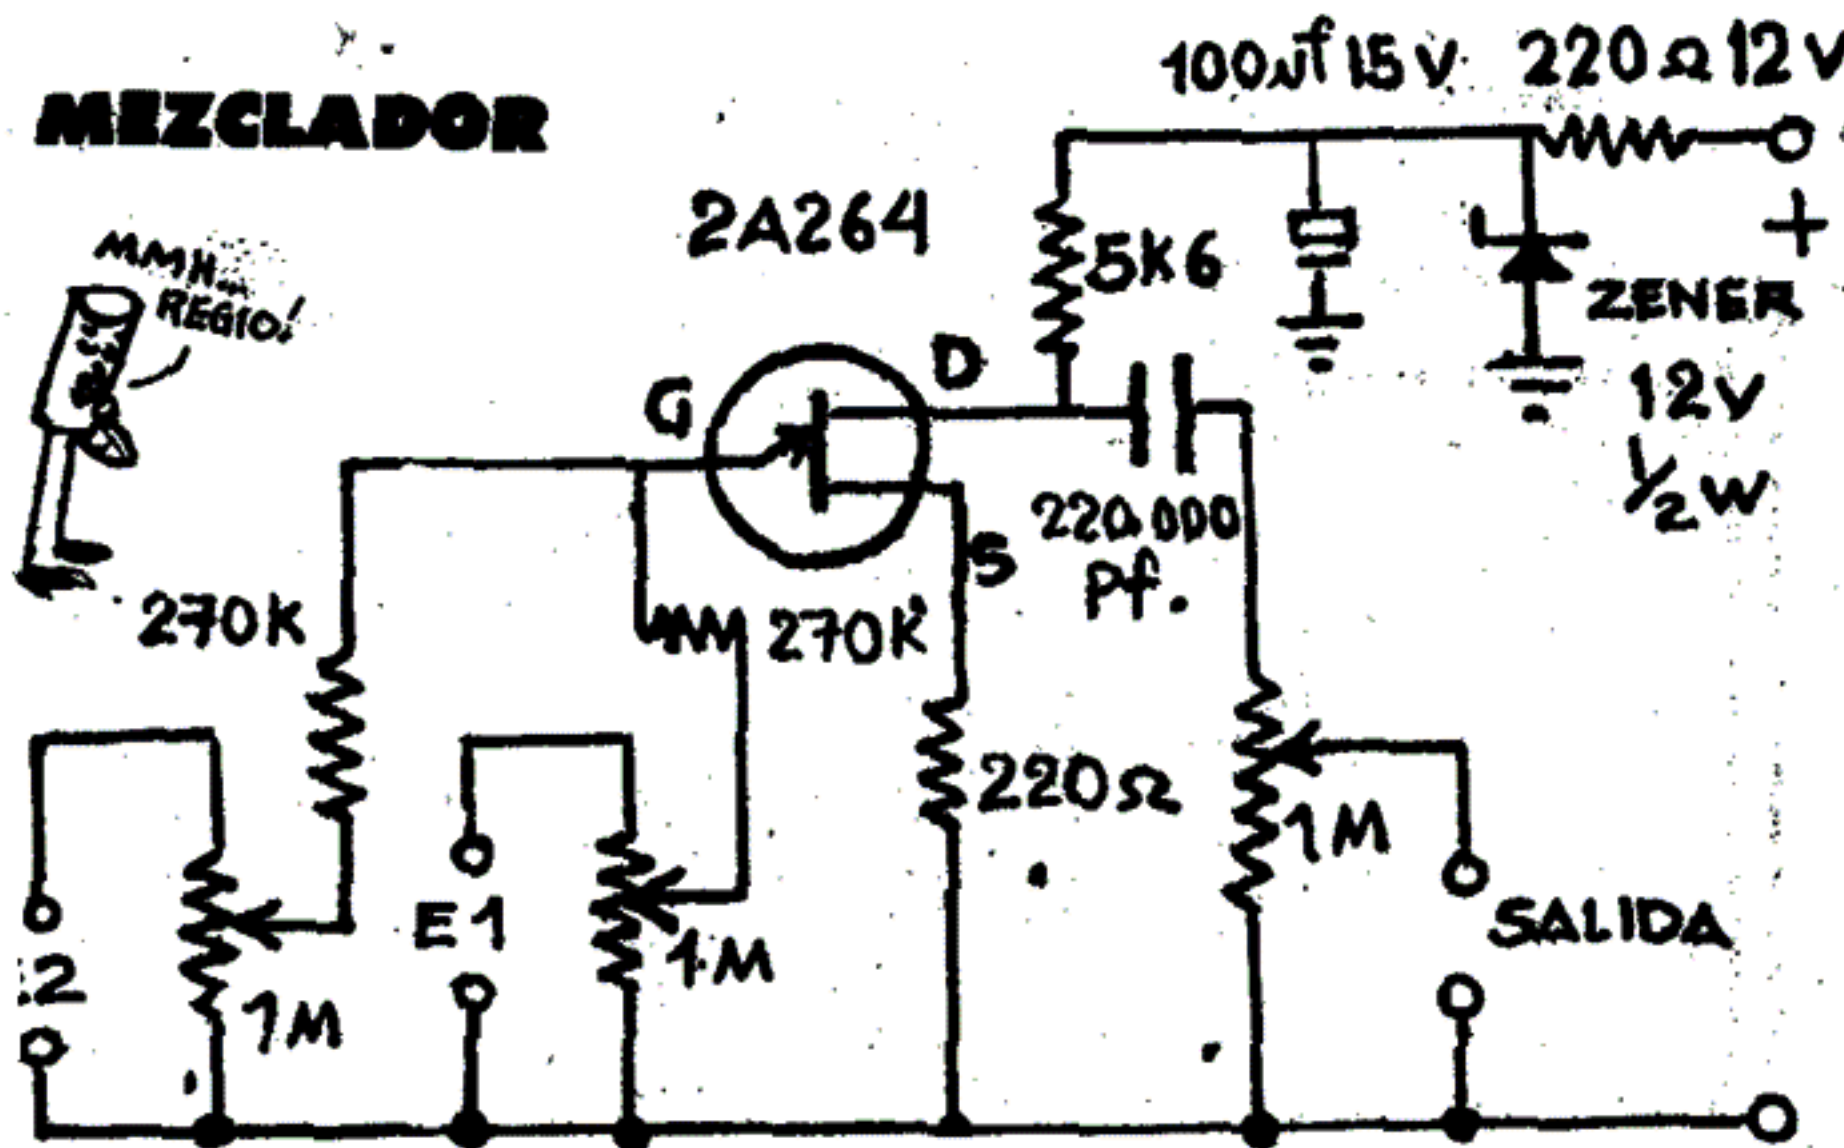 100µf 15V. 220Ω 12V
MEZCLADOR
2A264
MMH...
REGIO!
5K6
+
ZENER
12V
1/2 W
G
D
S
220.000
Pf.
270K
270K
220Ω
1M
E1
1M
SALIDA
.2
1M